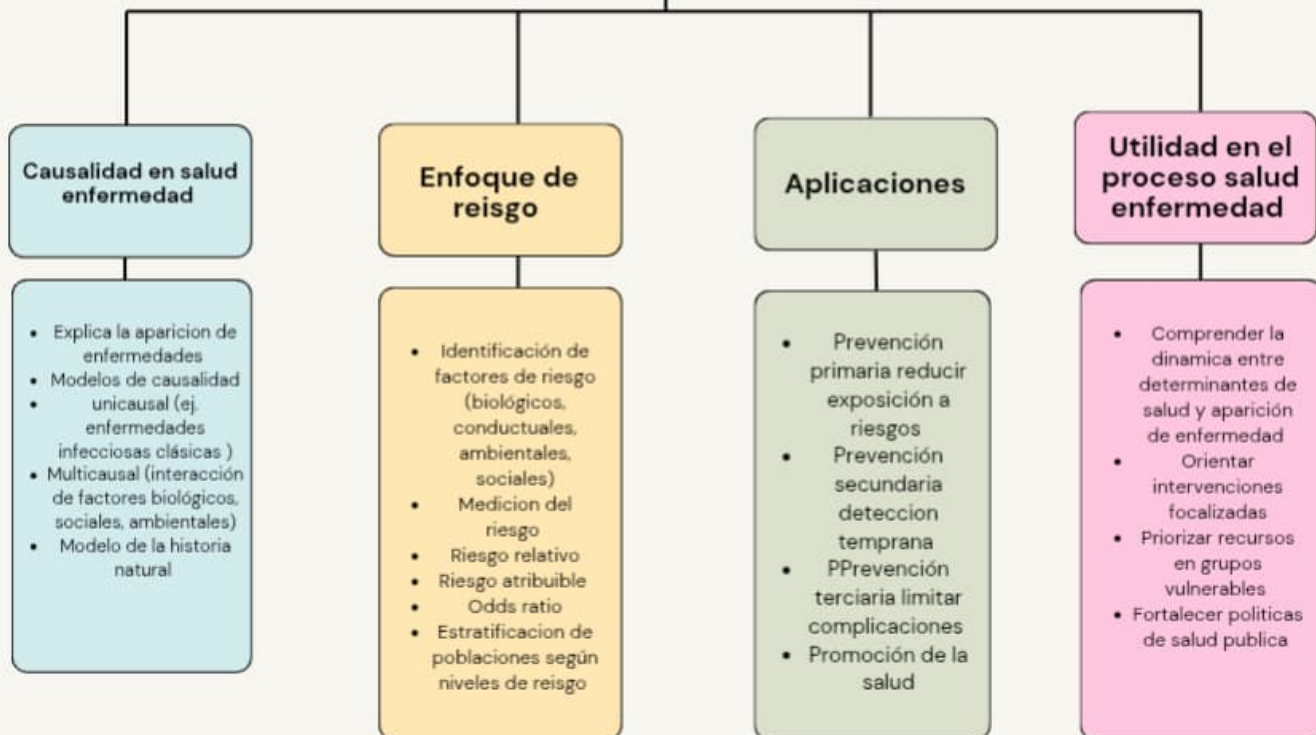 Causalidad en salud
enfermedad
• Explica la aparicion de
enfermedades
• Modelos de causalidad
• unicausal (ej.
enfermedades
infecciosas clásicas )
• Multicausal (interacción
de factores biológicos,
sociales, ambientales)
• Modelo de la historia
natural
Enfoque de
reisgo
• Identificación de
factores de riesgo
(biológicos,
conductuales,
ambientales,
sociales)
• Medicion del
riesgo
• Riesgo relativo
• Riesgo atribuible
• Odds ratio
• Estratificacion de
poblaciones según
niveles de reisgo
Aplicaciones
• Prevención
primaria reducir
exposición a
riesgos
• Prevención
secundaria
deteccion
temprana
• PPrevención
terciaria limitar
complicaciones
• Promoción de la
salud
Utilidad en el
proceso salud
enfermedad
• Comprender la
dinamica entre
determinantes de
salud y aparición
de enfermedad
• Orientar
intervenciones
focalizadas
• Priorizar recursos
en grupos
vulnerables
• Fortalecer politicas
de salud publica